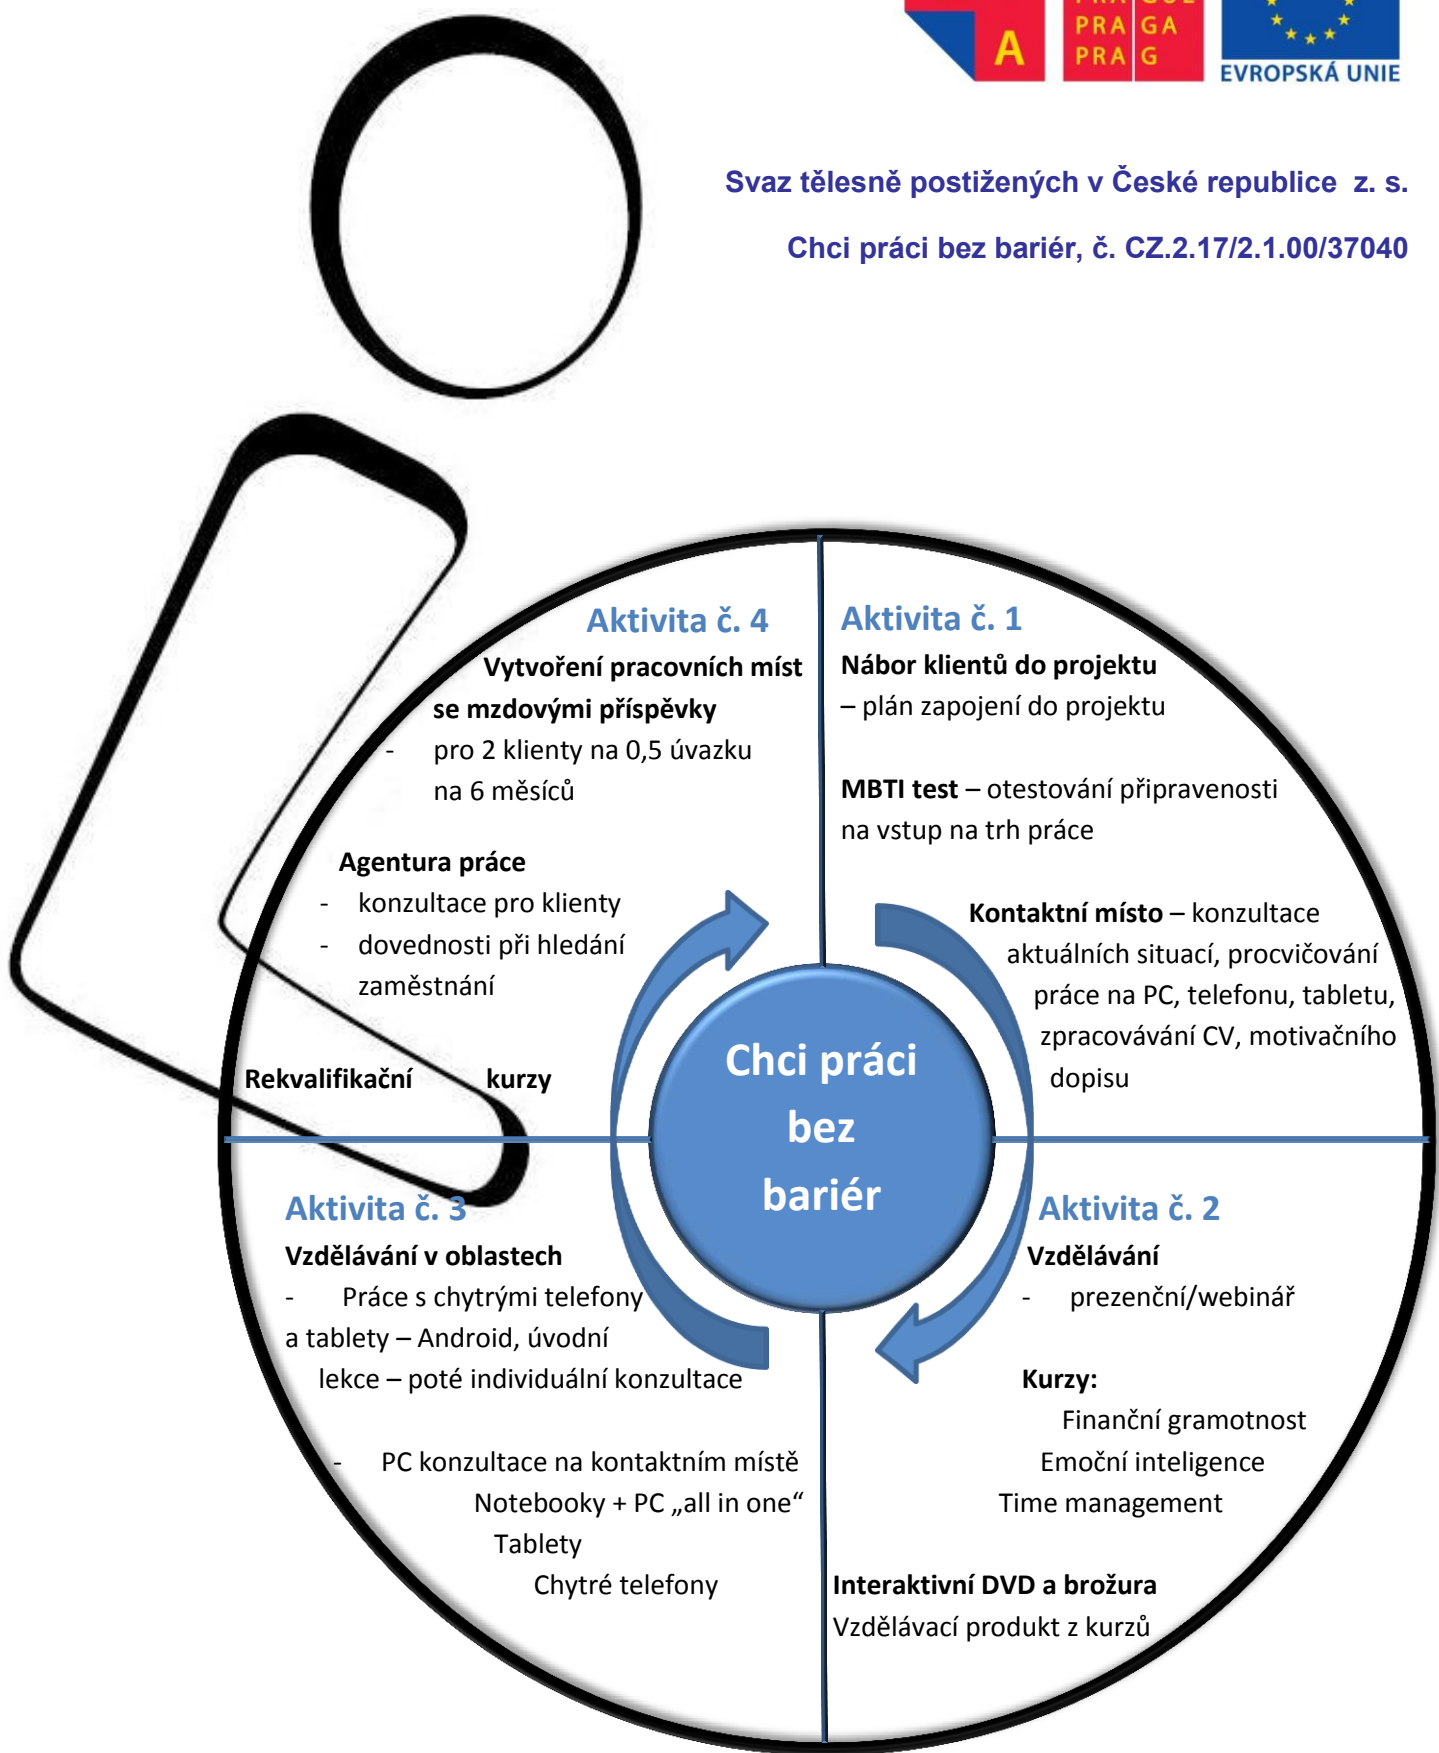 A
PRA GA
PRA G
EVROPSKÁ UNIE
Svaz tělesně postižených v České republice z. s.
Chci práci bez bariér, č. CZ.2.17/2.1.00/37040
Aktivita č. 4
Vytvoření pracovních míst
se mzdovými příspěvky
- pro 2 klienty na 0,5 úvazku
na 6 měsíců
Agentura práce
- konzultace pro klienty
- dovednosti při hledání
zaměstnání
Rekvalifikační kurzy
Aktivita č. 1
Nábor klientů do projektu
– plán zapojení do projektu
MBTI test – otestování připravenosti
na vstup na trh práce
Kontaktní místo – konzultace
aktuálních situací, procvičování
práce na PC, telefonu, tabletu,
zpracovávání CV, motivačního
dopisu
Chci práci
bez
bariér
Aktivita č. 3
Vzdělávání v oblastech
- Práce s chytrými telefony
a tablety – Android, úvodní
lekce – poté individuální konzultace
- PC konzultace na kontaktním místě
Notebooky + PC „all in one“
Tablety
Chytré telefony
Aktivita č. 2
Vzdělávání
- prezenční/webinář
Kurzy:
Finanční gramotnost
Emoční inteligence
Time management
Interaktivní DVD a brožura
Vzdělávací produkt z kurzů